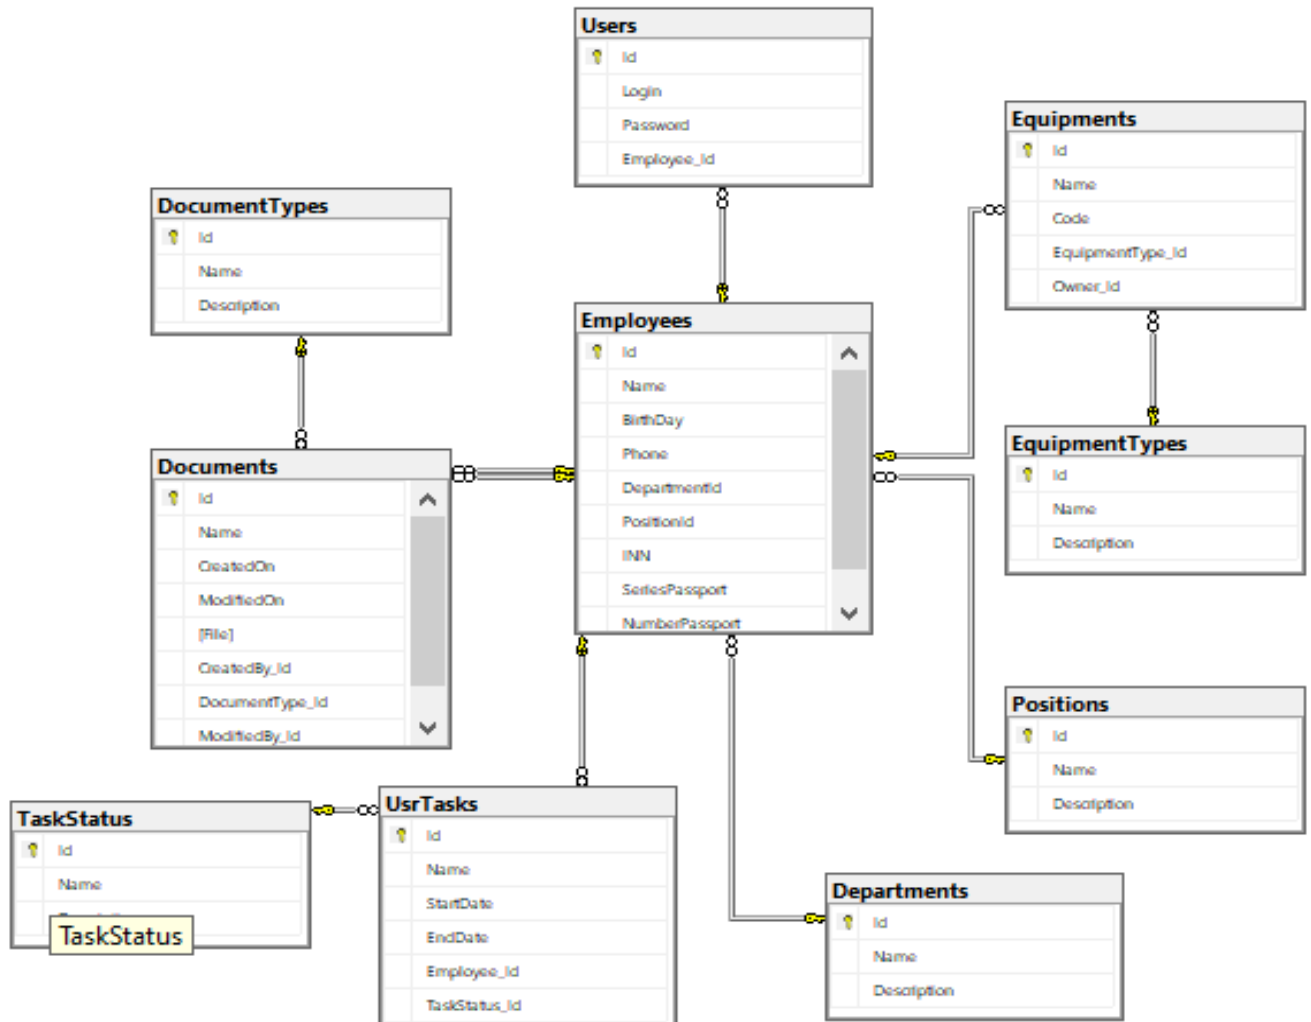 Users
Id
Login
Password
Employee_Id
Equipments
Id
Name
Code
EquipmentType_Id
Owner_Id
DocumentTypes
Id
Name
Description
Employees
Id
Name
BirthDay
Phone
DepartmentId
PositionId
INN
SeriesPassport
NumberPassport
EquipmentTypes
Id
Name
Description
Documents
Id
Name
CreatedOn
ModifiedOn
[File]
CreatedBy_Id
DocumentType_Id
ModifiedBy_Id
Positions
Id
Name
Description
TaskStatus
Id
Name
TaskStatus
UsrTasks
Id
Name
StartDate
EndDate
Employee_Id
TaskStatus_Id
Departments
Id
Name
Description